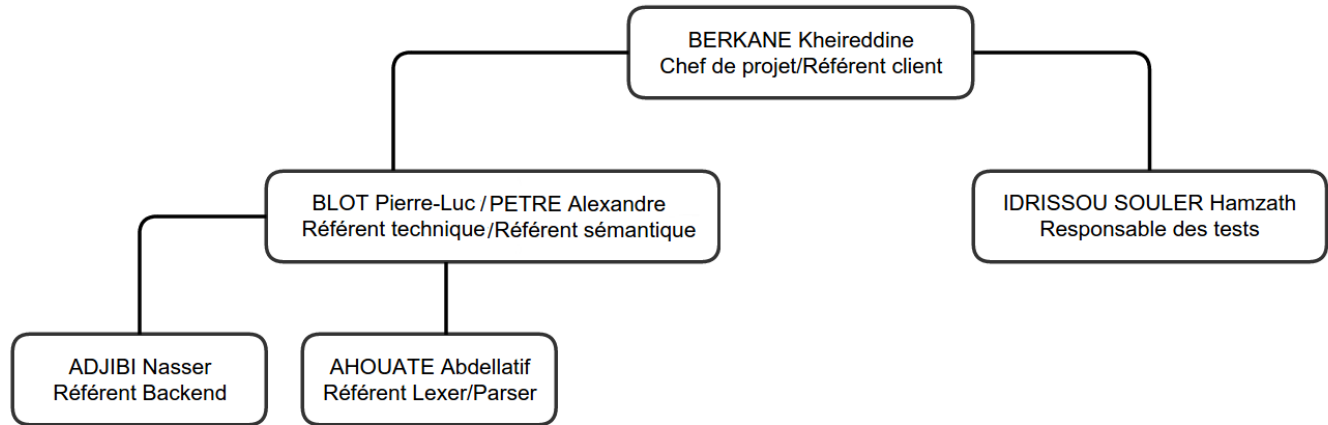 BERKANE Kheireddine
Chef de projet/Référent client
BLOT Pierre-Luc / PETRE Alexandre
Référent technique/Référent sémantique
IDRISSOU SOULER Hamzath
Responsable des tests
ADJIBI Nasser
Référent Backend
AHOUATE Abdellatif
Référent Lexer/Parser